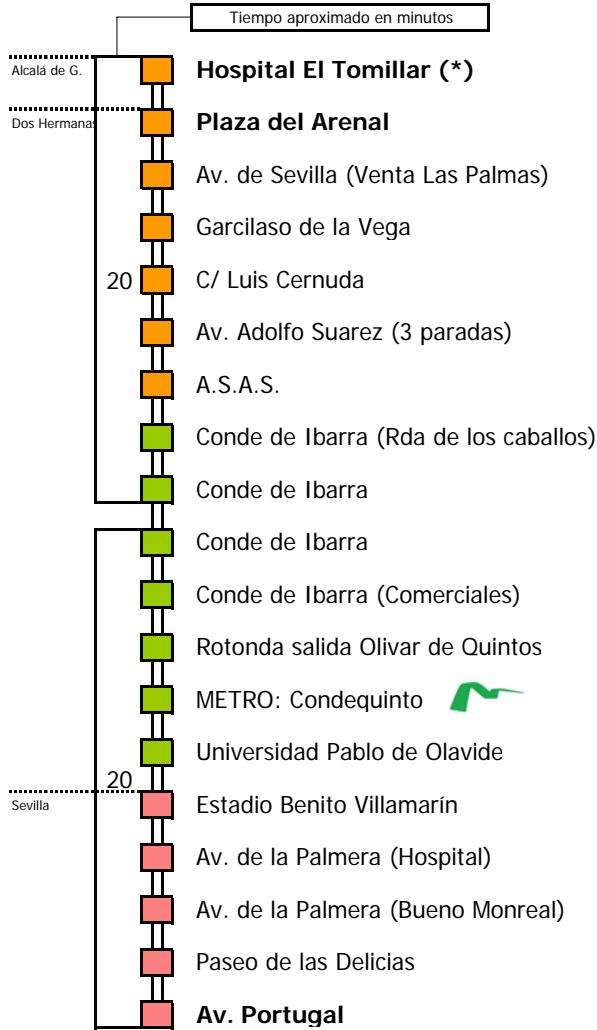 Tiempo aproximado en minutos
Alcalá de G.
Hospital El Tomillar (*)
Dos Hermanas
Plaza del Arenal
Av. de Sevilla (Venta Las Palmas)
Garcilaso de la Vega
20
C/ Luis Cernuda
Av. Adolfo Suarez (3 paradas)
A.S.A.S.
Conde de Ibarra (Rda de los caballos)
Conde de Ibarra
Conde de Ibarra
Conde de Ibarra (Comerciales)
Rotonda salida Olivar de Quintos
METRO: Condequinto
Universidad Pablo de Olavide
20
Sevilla
Estadio Benito Villamarín
Av. de la Palmera (Hospital)
Av. de la Palmera (Bueno Monreal)
Paseo de las Delicias
Av. Portugal